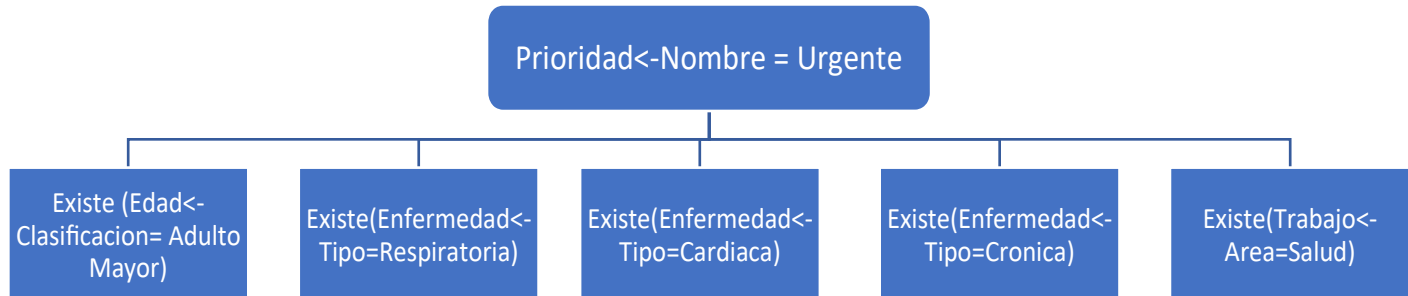 Prioridad<-Nombre = Urgente
Existe (Edad<-
Clasificacion= Adulto
Mayor)
Existe(Enfermedad<-
Tipo=Respiratoria)
Existe(Enfermedad<-
Tipo=Cardiaca)
Existe(Enfermedad<-
Tipo=Cronica)
Existe(Trabajo<-
Area=Salud)